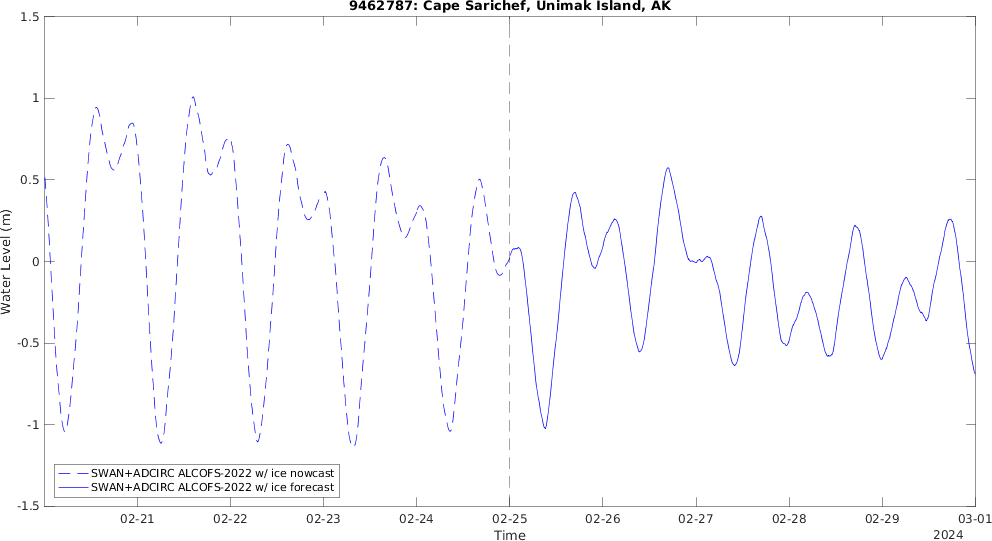 9462787: Cape Sarichef, Unimak Island, AK
1.5
1
0.5
0
-0.5
-1
-1.5
Water Level (m)
SWAN+ADCIRC ALCOFS-2022 w/ ice nowcast
SWAN+ADCIRC ALCOFS-2022 w/ ice forecast
02-21 02-22 02-23 02-24 02-25 02-26 02-27 02-28 02-29 03-01
Time
2024